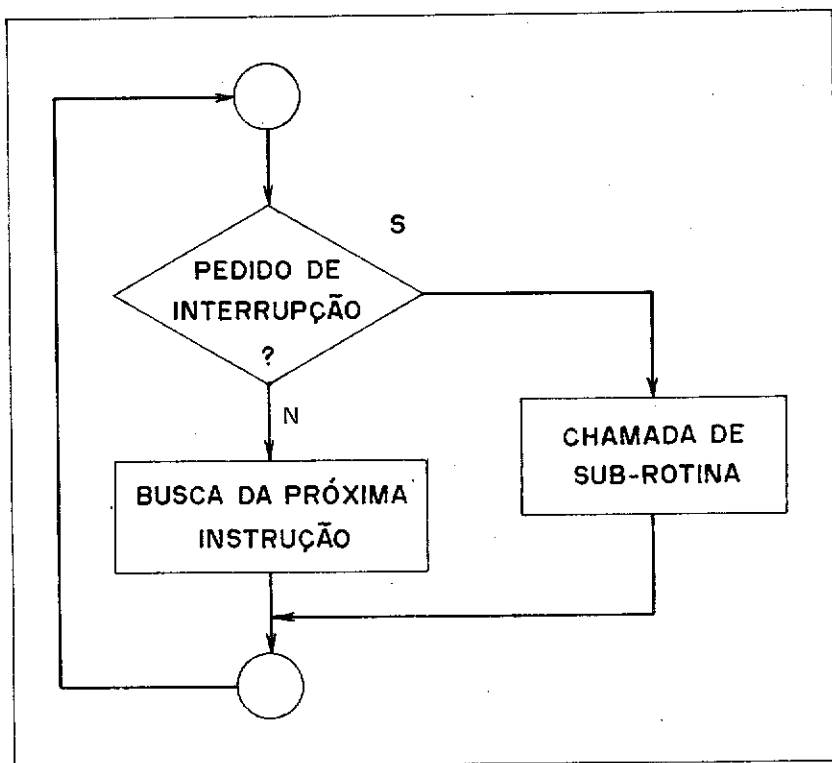 S
PEDIDO DE
INTERRUPÇÃO
?
N
CHAMADA DE
SUB-ROTINA
BUSCA DA PRÓXIMA
INSTRUÇÃO